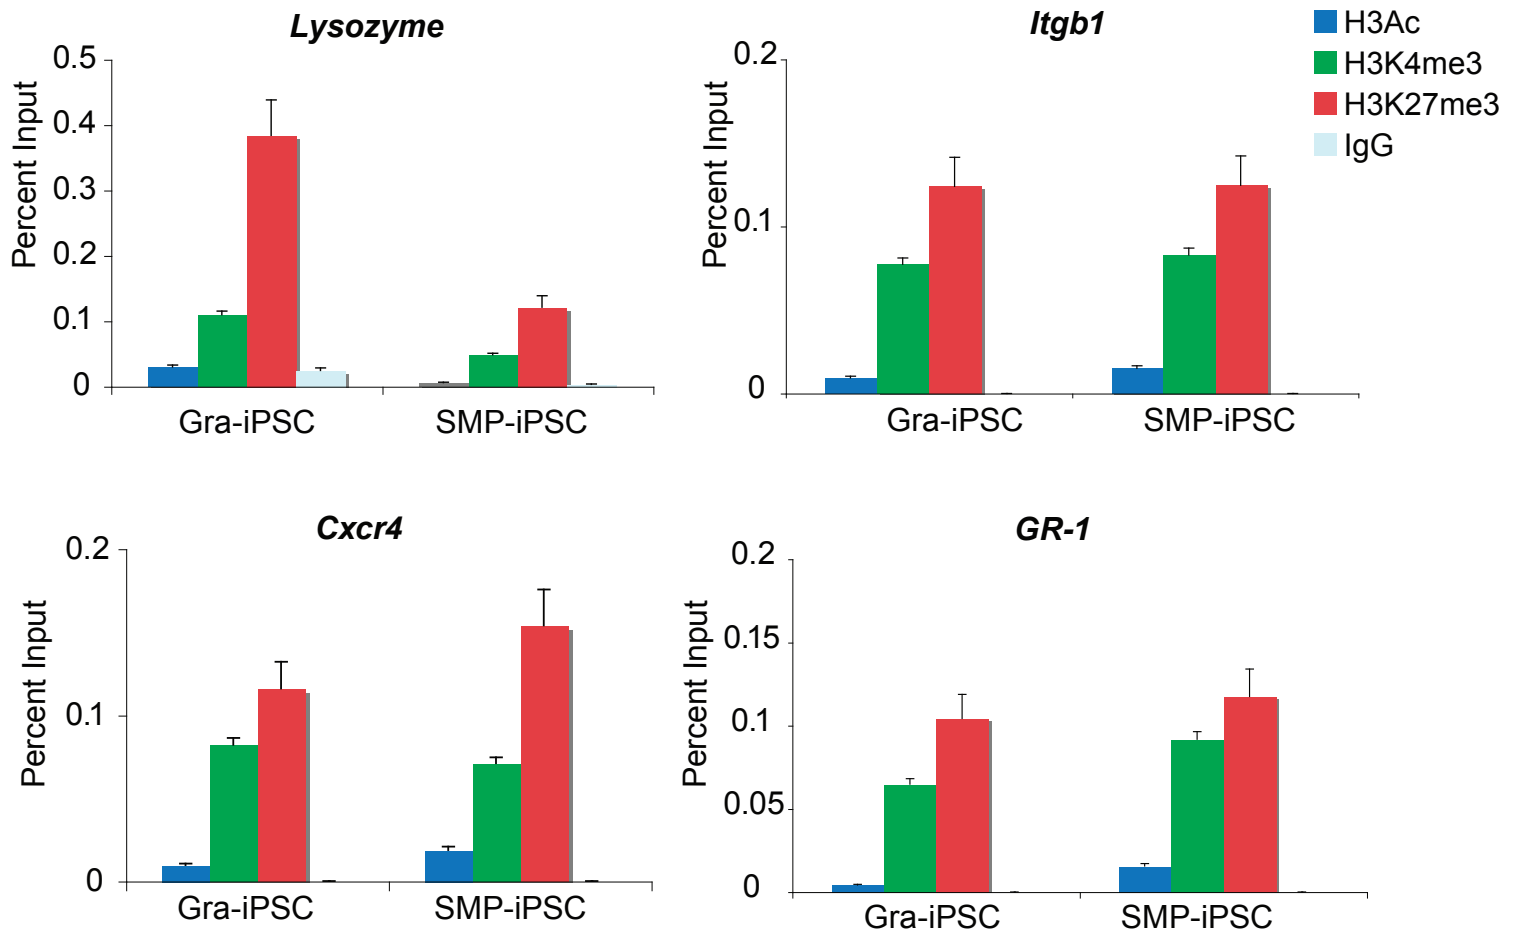 Lysozyme
Percent Input
0.5
0.4
0.3
0.2
0.1
0
Gra-iPSC
SMP-iPSC
Itgb1
Percent Input
0.2
0.1
0
Gra-iPSC
SMP-iPSC
H3Ac
H3K4me3
H3K27me3
IgG
Cxcr4
Percent Input
0.2
0.1
0
Gra-iPSC
SMP-iPSC
GR-1
Percent Input
0.2
0.15
0.1
0.05
0
Gra-iPSC
SMP-iPSC